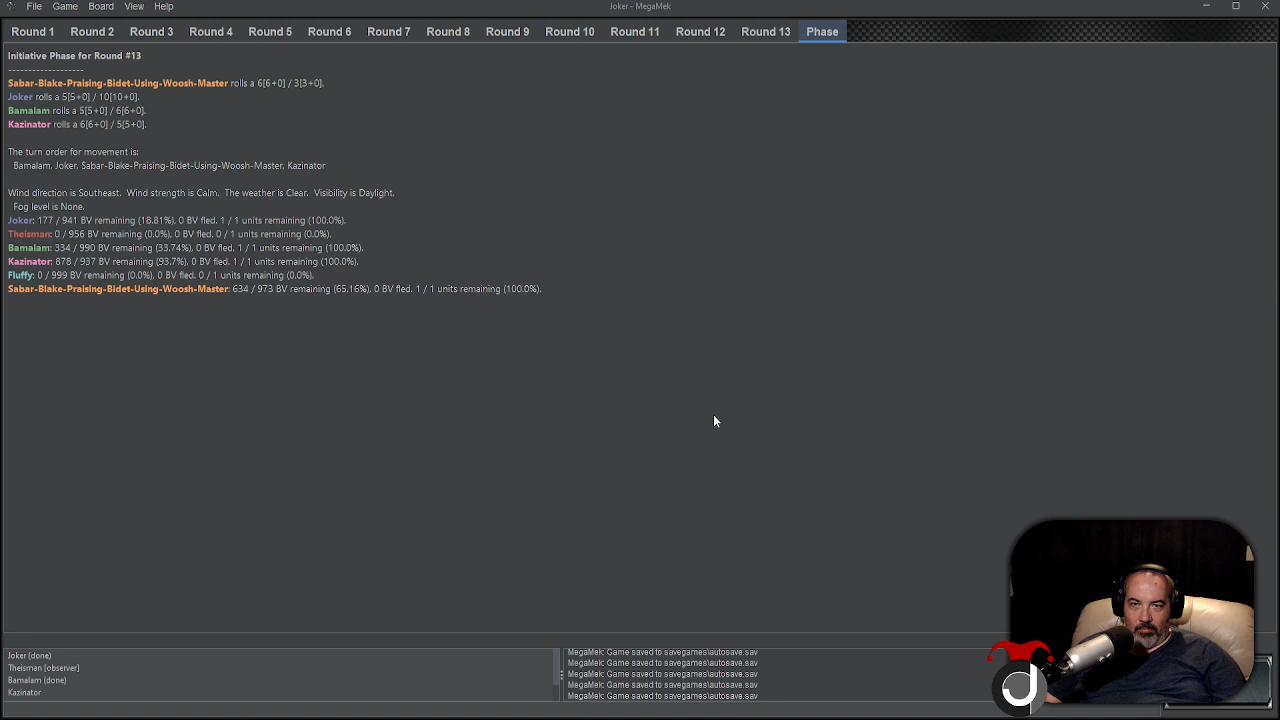 File Game Board View Help
Joker - MegaMek
Round 1 Round 2 Round 3 Round 4 Round 5 Round 6 Round 7 Round 8 Round 9 Round 10 Round 11 Round 12 Round 13 Phase
Initiative Phase for Round #13
-------------------
Sabar-Blake-Praising-Bidet-Using-Woosh-Master rolls a 6[6+0] / 3[3+0].
Joker rolls a 5[5+0] / 10[10+0].
Bamalam rolls a 5[5+0] / 6[6+0].
Kazinator rolls a 6[6+0] / 5[5+0].
The turn order for movement is:
Bamalam, Joker, Sabar-Blake-Praising-Bidet-Using-Woosh-Master, Kazinator
Wind direction is Southeast. Wind strength is Calm. The weather is Clear. Visibility is Daylight.
Fog level is None.
Joker: 177 / 941 BV remaining (18.81%), 0 BV fled. 1 / 1 units remaining (100.0%).
Theisman: 0 / 956 BV remaining (0.0%), 0 BV fled. 0 / 1 units remaining (0.0%).
Bamalam: 334 / 990 BV remaining (33.74%), 0 BV fled. 1 / 1 units remaining (100.0%).
Kazinator: 878 / 937 BV remaining (93.7%), 0 BV fled. 1 / 1 units remaining (100.0%).
Fluffy: 0 / 999 BV remaining (0.0%), 0 BV fled. 0 / 1 units remaining (0.0%).
Sabar-Blake-Praising-Bidet-Using-Woosh-Master: 634 / 973 BV remaining (65.16%), 0 BV fled. 1 / 1 units remaining (100.0%).
Joker (done)
Theisman [observer]
Bamalam (done)
Kazinator
MegaMek: Game saved to savegames\autosave.sav
MegaMek: Game saved to savegames\autosave.sav
MegaMek: Game saved to savegames\autosave.sav
MegaMek: Game saved to savegames\autosave.sav
MegaMek: Game saved to savegames\autosave.sav